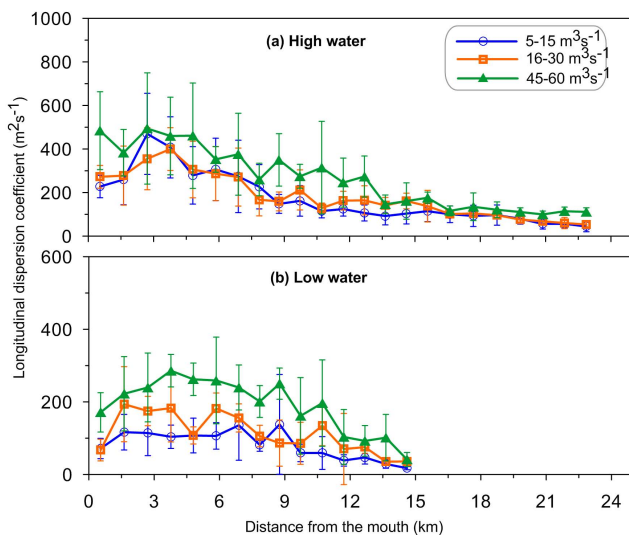 1000
(a) High water
5-15 m³s⁻¹
16-30 m³s⁻¹
45-60 m³s⁻¹
800
600
400
200
0
Longitudinal dispersion coefficient (m²s⁻¹)
600
(b) Low water
400
200
0
0 3 6 9 12 15 18 21 24
Distance from the mouth (km)